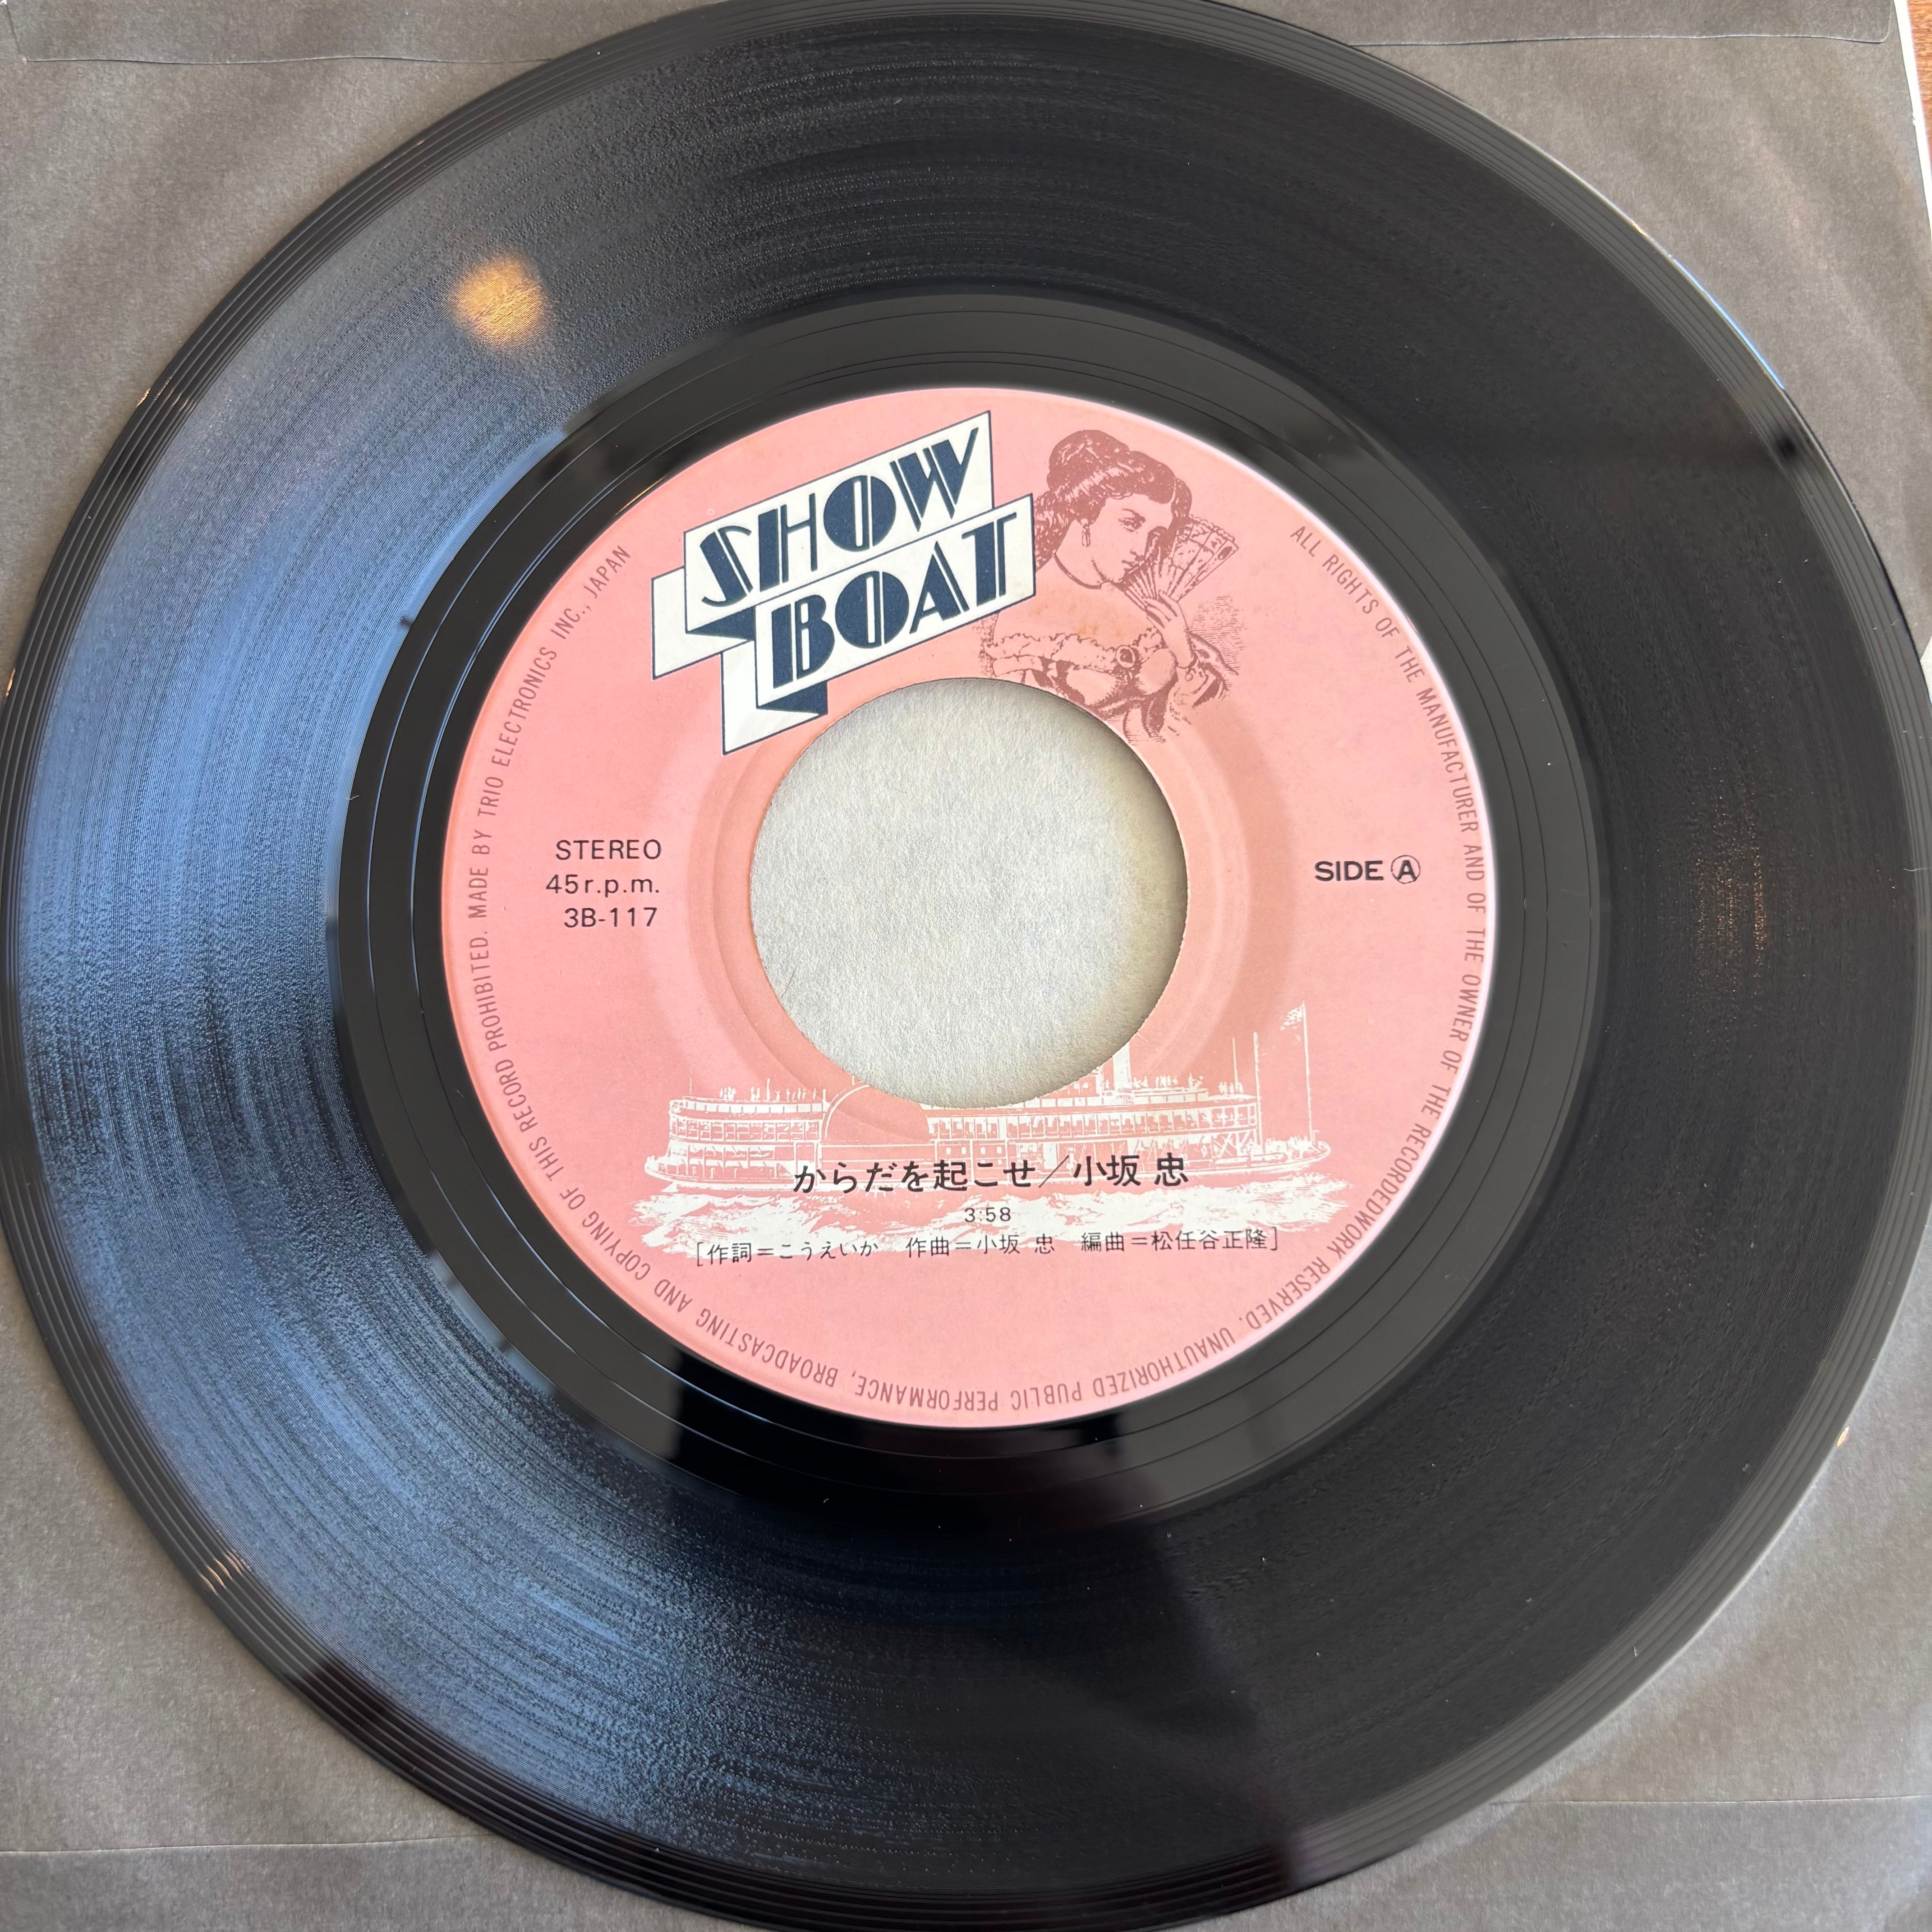 SHOW
BOAT
STEREO
45r.p.m.
3B-117
SIDE Ⓐ
からだを起こせ／小坂 忠
3:58
[作詞＝こうえいか 作曲＝小坂 忠 編曲＝松任谷正隆]
ALL RIGHTS OF THE MANUFACTURER AND OF THE OWNER OF THE RECORDEDWORK RESERVED. UNAUTHORIZED PUBLIC PERFORMANCE, BROADCASTING AND COPYING OF THIS RECORD PROHIBITED. MADE BY TRIO ELECTRONICS INC., JAPAN